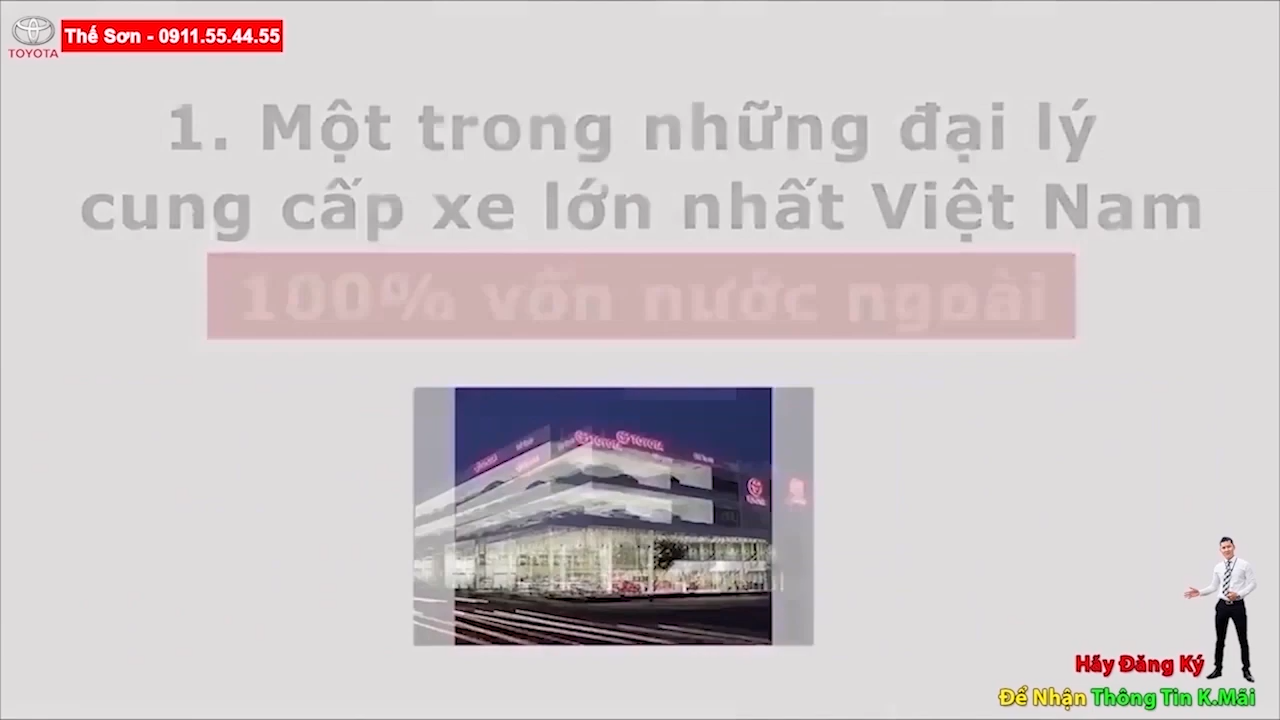 TOYOTA
Thế Sơn - 0911.55.44.55
1. Một trong những đại lý
cung cấp xe lớn nhất Việt Nam
100% vốn nước ngoài
TOYOTA
Hãy Đăng Ký
Để Nhận Thông Tin K.Mãi